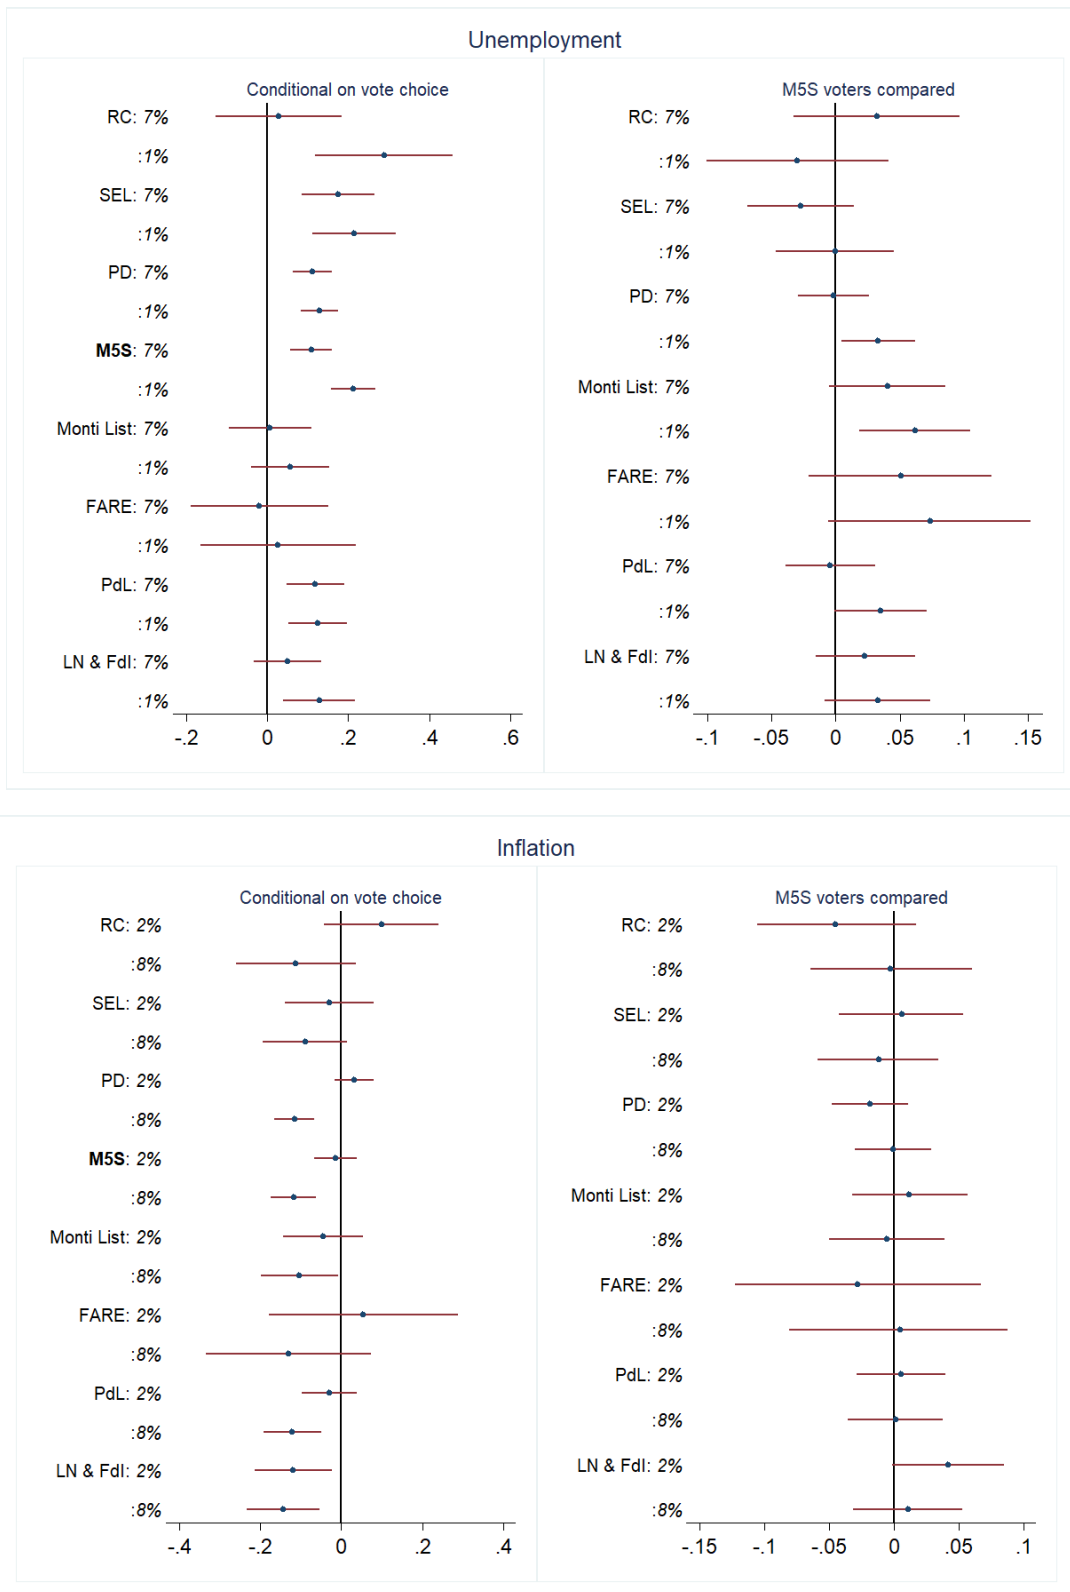 Unemployment
Conditional on vote choice
RC: 7%
:1%
SEL: 7%
:1%
PD: 7%
:1%
M5S: 7%
:1%
Monti List: 7%
:1%
FARE: 7%
:1%
PdL: 7%
:1%
LN & FdI: 7%
:1%
-.2 0 .2 .4 .6
M5S voters compared
RC: 7%
:1%
SEL: 7%
:1%
PD: 7%
:1%
Monti List: 7%
:1%
FARE: 7%
:1%
PdL: 7%
:1%
LN & FdI: 7%
:1%
-.1 -.05 0 .05 .1 .15
Inflation
Conditional on vote choice
RC: 2%
:8%
SEL: 2%
:8%
PD: 2%
:8%
M5S: 2%
:8%
Monti List: 2%
:8%
FARE: 2%
:8%
PdL: 2%
:8%
LN & FdI: 2%
:8%
-.4 -.2 0 .2 .4
M5S voters compared
RC: 2%
:8%
SEL: 2%
:8%
PD: 2%
:8%
Monti List: 2%
:8%
FARE: 2%
:8%
PdL: 2%
:8%
LN & FdI: 2%
:8%
-.15 -.1 -.05 0 .05 .1